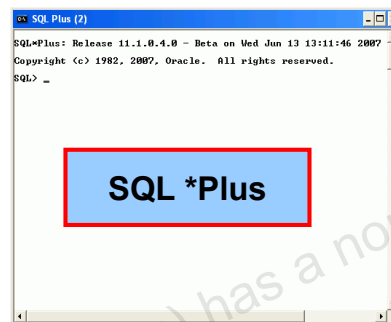 SQL Plus (2)
SQL*Plus: Release 11.1.0.4.0 - Beta on Wed Jun 13 13:11:46 2007
Copyright (c) 1982, 2007, Oracle.  All rights reserved.
SQL> _
SQL *Plus
) has a no